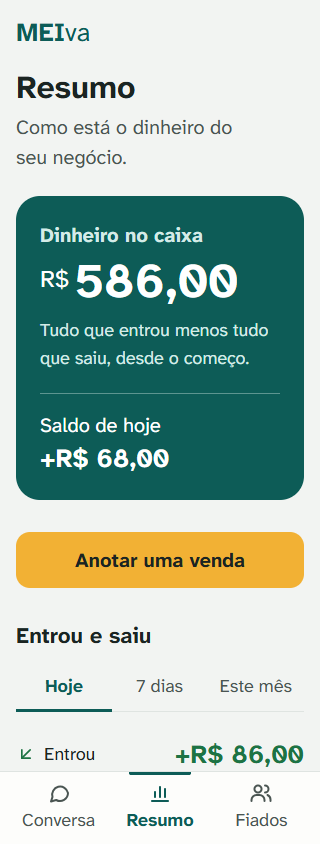 MEIva
Resumo
Como está o dinheiro do
seu negócio.
Dinheiro no caixa
R$ 586,00
Tudo que entrou menos tudo
que saiu, desde o começo.
Saldo de hoje
+R$ 68,00
Anotar uma venda
Entrou e saiu
Hoje 7 dias Este mês
Entrou +R$ 86,00
Conversa Resumo Fiados